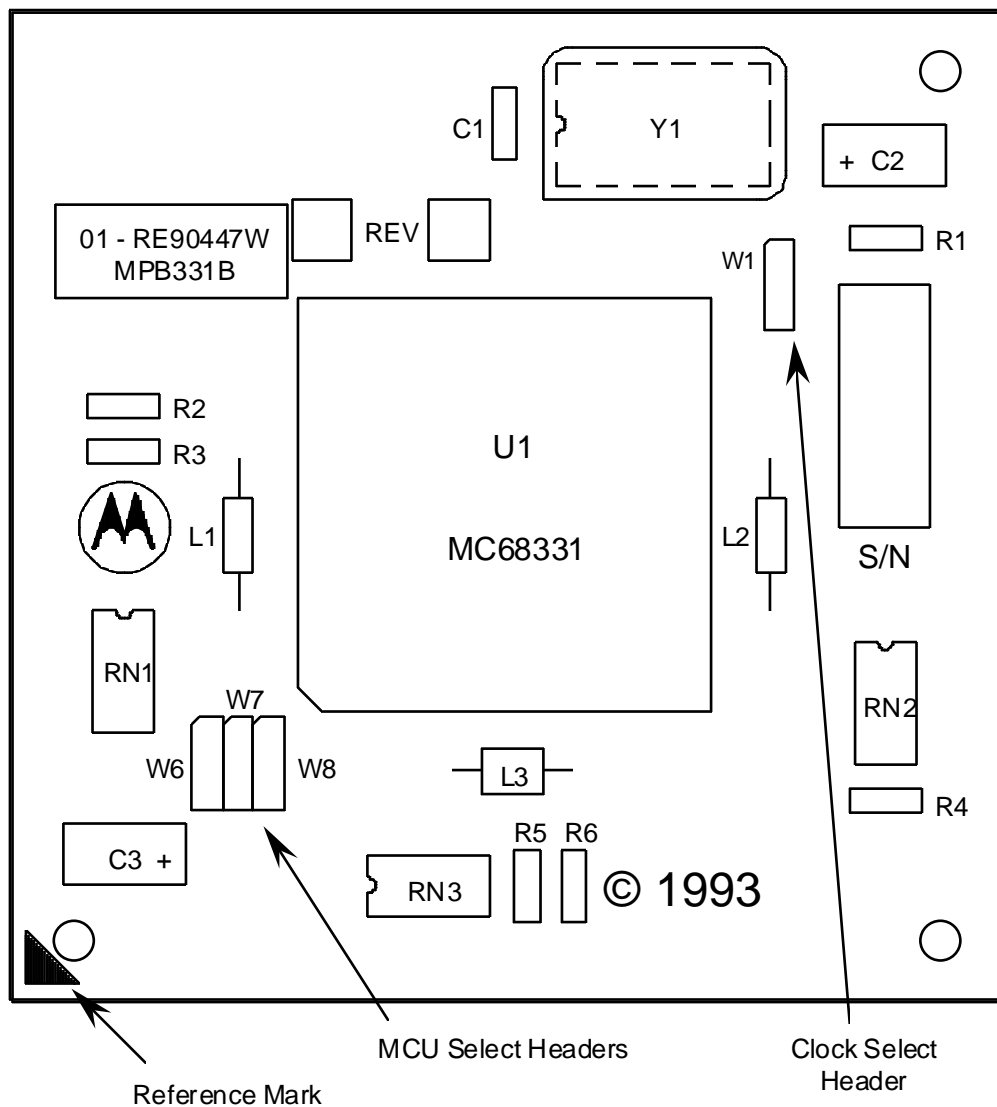 C1
Y1
+ C2
01 - RE90447W
MPB331B
REV
R1
W1
R2
R3
U1
L1
MC68331
L2
S/N
RN1
RN2
W7
W6
W8
L3
R4
R5
R6
C3 +
RN3
© 1993
MCU Select Headers
Clock Select
Header
Reference Mark